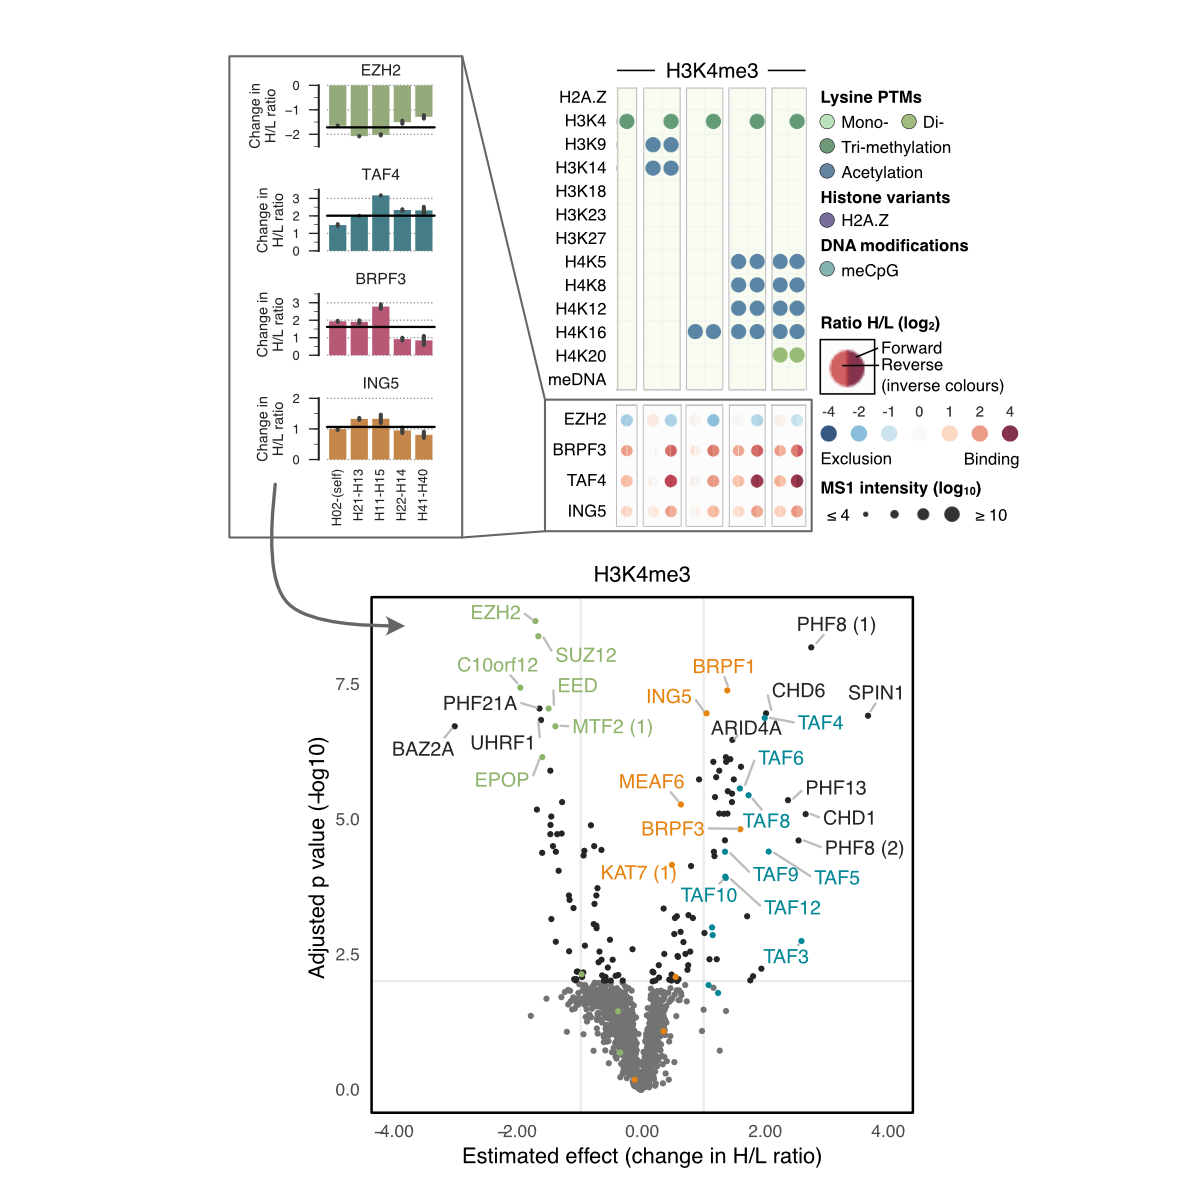 EZH2
Change in
H/L ratio
0
−1
−2
TAF4
Change in
H/L ratio
3
2
1
0
BRPF3
Change in
H/L ratio
3
2
1
0
ING5
Change in
H/L ratio
2
1
0
H02-(self)
H21-H13
H11-H15
H22-H14
H41-H40
H3K4me3
H2A.Z
H3K4
H3K9
H3K14
H3K18
H3K23
H3K27
H4K5
H4K8
H4K12
H4K16
H4K20
meDNA
EZH2
BRPF3
TAF4
ING5
Lysine PTMs
Mono- Di-
Tri-methylation
Acetylation
Histone variants
H2A.Z
DNA modifications
meCpG
Ratio H/L (log₂)
Forward
Reverse
(inverse colours)
-4 -2 -1 0 1 2 4
Exclusion Binding
MS1 intensity (log₁₀)
≤ 4 ≥ 10
H3K4me3
EZH2
SUZ12
C10orf12
EED
PHF21A
MTF2 (1)
BAZ2A
UHRF1
EPOP
PHF8 (1)
BRPF1
CHD6
SPIN1
ING5
TAF4
ARID4A
TAF6
MEAF6
PHF13
TAF8
CHD1
BRPF3
PHF8 (2)
KAT7 (1)
TAF9
TAF5
TAF10
TAF12
TAF3
Adjusted p value (-log10)
7.5
5.0
2.5
0.0
-4.00
-2.00
0.00
2.00
4.00
Estimated effect (change in H/L ratio)